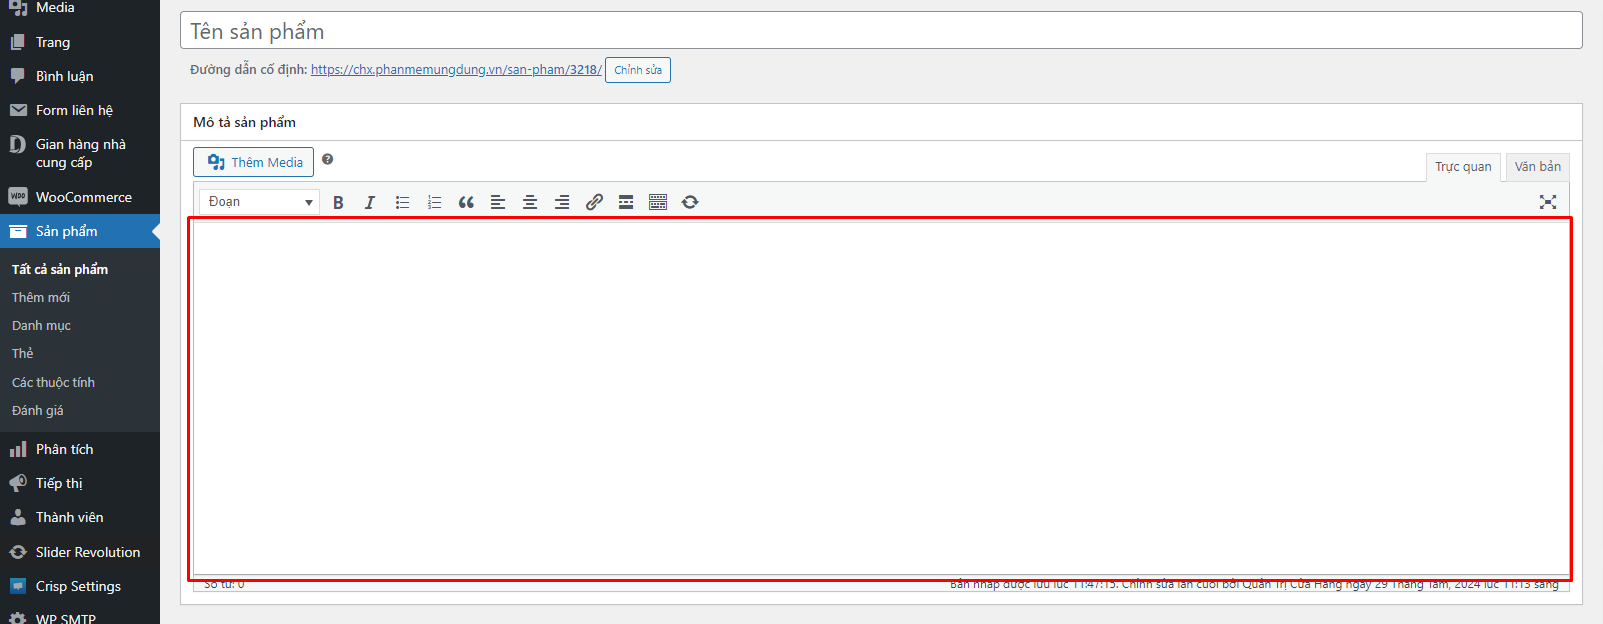 Media
Trang
Bình luận
Form liên hệ
Gian hàng nhà
cung cấp
WooCommerce
Sản phẩm
Tất cả sản phẩm
Thêm mới
Danh mục
Thẻ
Các thuộc tính
Đánh giá
Phân tích
Tiếp thị
Thành viên
Slider Revolution
Crisp Settings
WP SMTP
Tên sản phẩm
Đường dẫn cố định: https://chx.phanmemungdung.vn/san-pham/3218/ Chỉnh sửa
Mô tả sản phẩm
Thêm Media
Trực quan Văn bản
Đoạn
Số từ: 0 Bản nháp được lưu lúc 11:47:15. Chỉnh sửa lần cuối bởi Quản Trị Cửa Hàng ngày 29 Tháng Tám, 2024 lúc 11:13 sáng